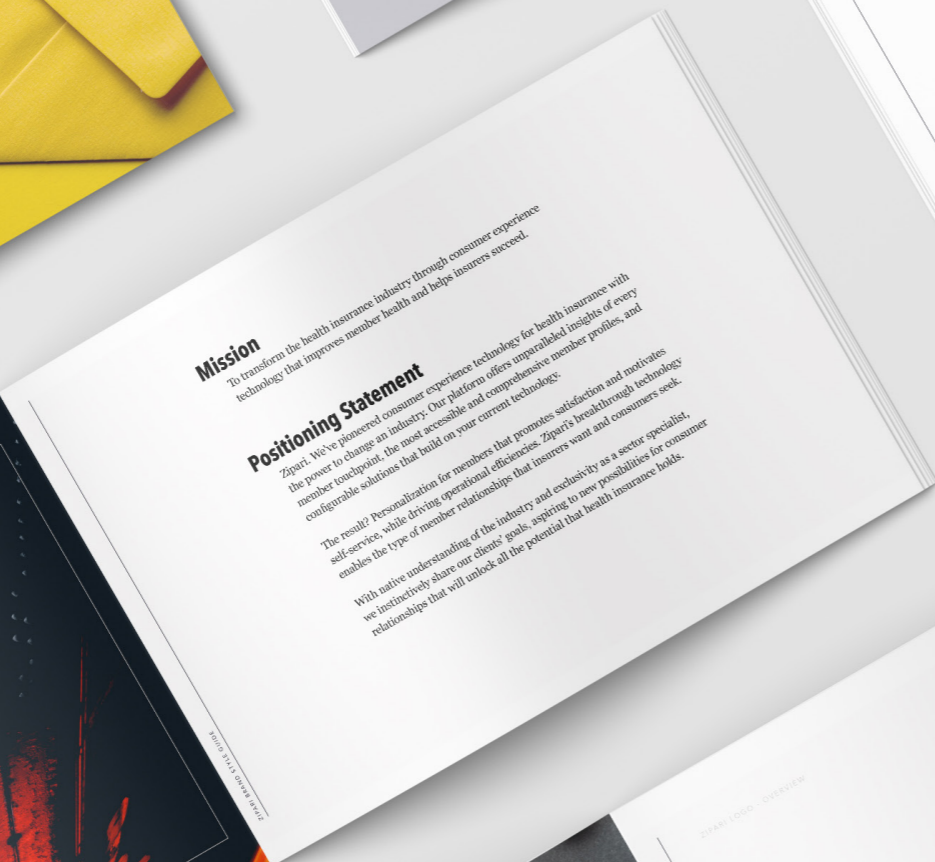 Mission
To transform the health insurance industry through consumer experience
technology that improves member health and helps insurers succeed.
Positioning Statement
Zipari. We've pioneered consumer experience technology for health insurance with
the power to change an industry. Our platform offers unparalleled insights of every
member touchpoint, the most accessible and comprehensive member profiles, and
configurable solutions that build on your current technology.
The result? Personalization for members that promotes satisfaction and motivates
self-service, while driving operational efficiencies. Zipari's breakthrough technology
enables the type of member relationships that insurers want and consumers seek.
With native understanding of the industry and exclusivity as a sector specialist,
we instinctively share our clients' goals, aspiring to new possibilities for consumer
relationships that will unlock all the potential that health insurance holds.
ZIPARI BRAND STYLE GUIDE
ZIPARI LOGO . OVERVIEW